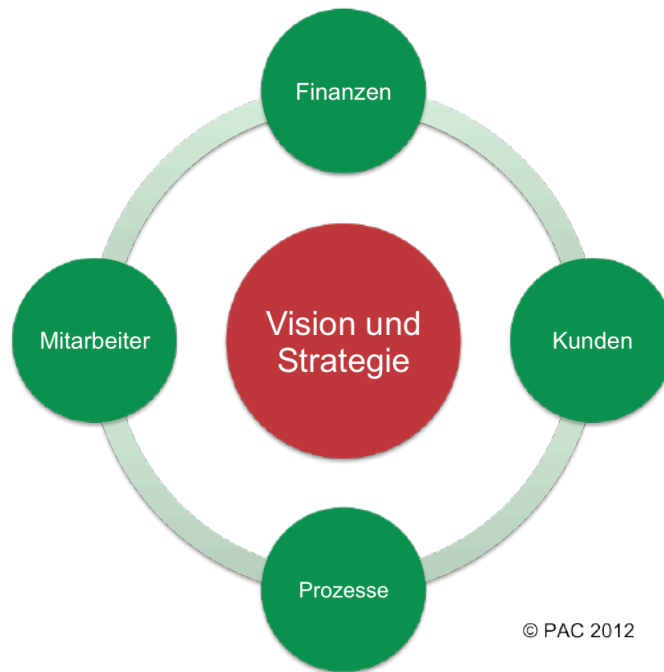 Finanzen
Mitarbeiter
Vision und
Strategie
Kunden
Prozesse
© PAC 2012